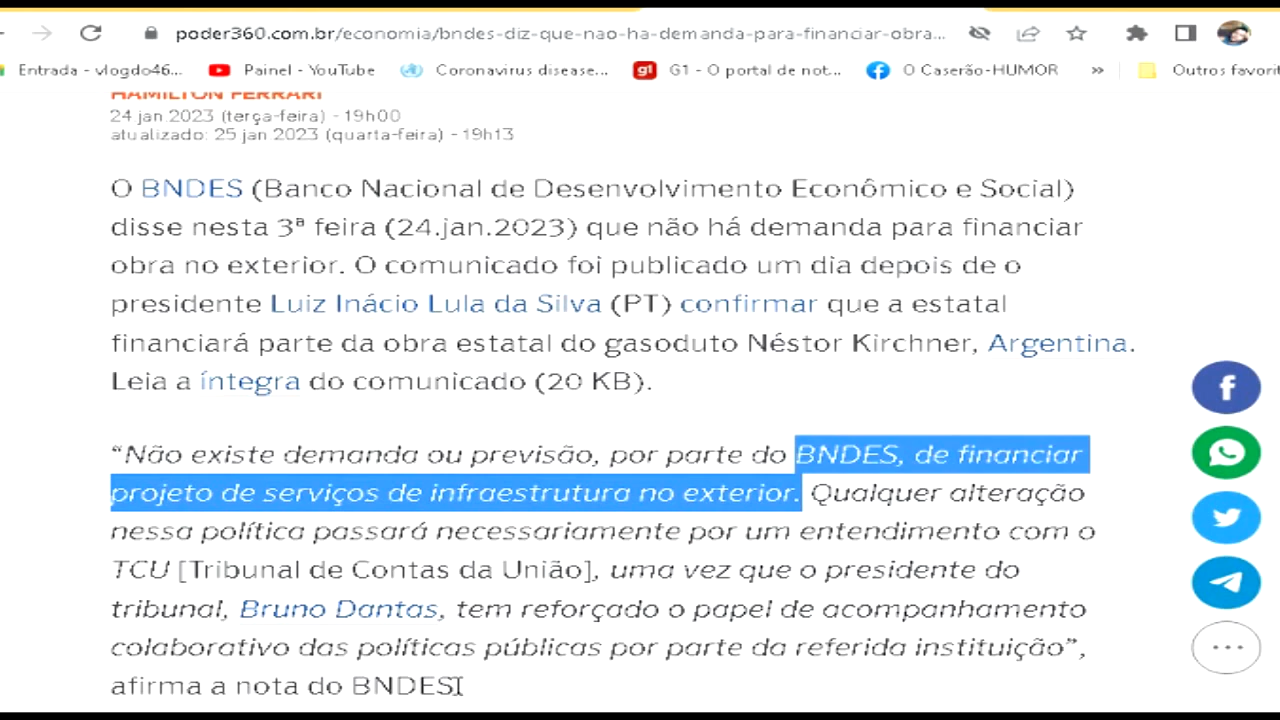 poder360.com.br/economia/bndes-diz-que-nao-ha-demanda-para-financiar-obra...
Entrada - vlogdo46... Painel - YouTube Coronavirus disease... g1 G1 - O portal de not... O Caserão-HUMOR » Outros favorit
HAMILTON FERRARI
24 jan 2023 (terça-feira) - 19h00
atualizado: 25 jan 2023 (quarta-feira) - 19h13
O BNDES (Banco Nacional de Desenvolvimento Econômico e Social)
disse nesta 3ª feira (24.jan.2023) que não há demanda para financiar
obra no exterior. O comunicado foi publicado um dia depois de o
presidente Luiz Inácio Lula da Silva (PT) confirmar que a estatal
financiará parte da obra estatal do gasoduto Néstor Kirchner, Argentina.
Leia a íntegra do comunicado (20 KB).
“Não existe demanda ou previsão, por parte do BNDES, de financiar
projeto de serviços de infraestrutura no exterior. Qualquer alteração
nessa política passará necessariamente por um entendimento com o
TCU [Tribunal de Contas da União], uma vez que o presidente do
tribunal, Bruno Dantas, tem reforçado o papel de acompanhamento
colaborativo das políticas públicas por parte da referida instituição”,
afirma a nota do BNDES